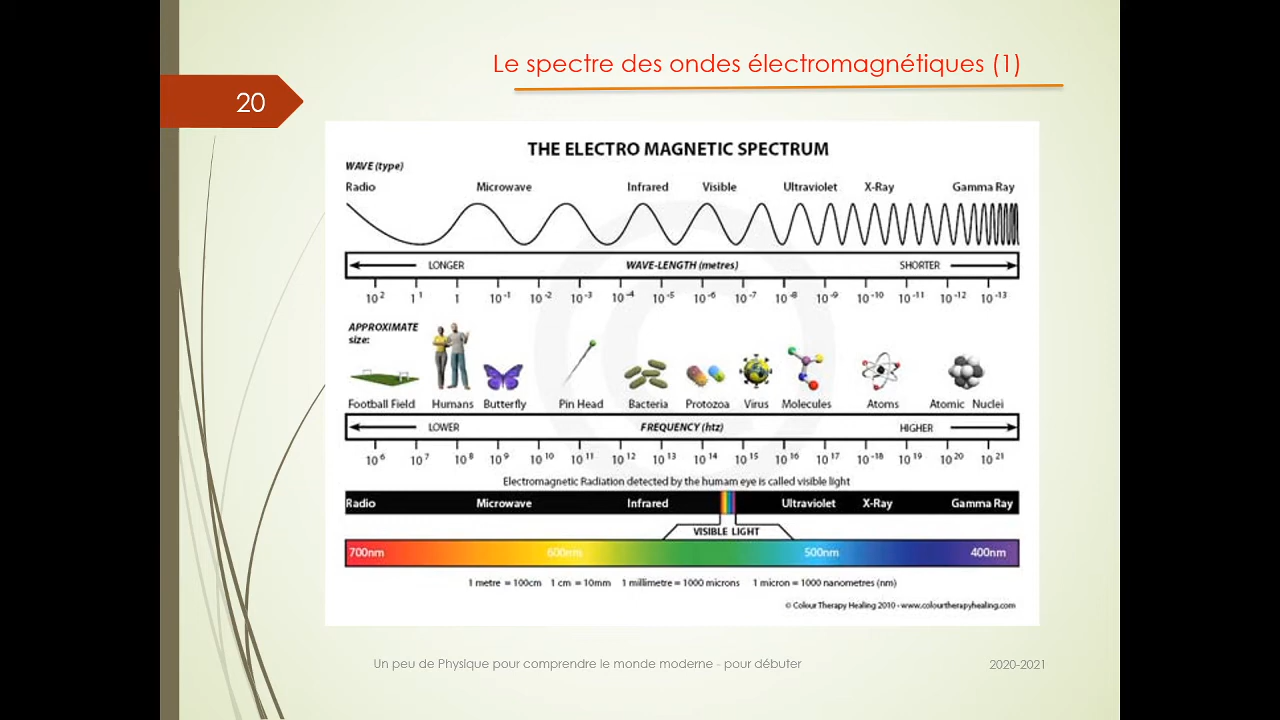 Le spectre des ondes électromagnétiques (1)
20
THE ELECTRO MAGNETIC SPECTRUM
WAVE (type)
Radio Microwave Infrared Visible Ultraviolet X-Ray Gamma Ray
LONGER WAVE-LENGTH (metres) SHORTER
10² 1¹ 1 10⁻¹ 10⁻² 10⁻³ 10⁻⁴ 10⁻⁵ 10⁻⁶ 10⁻⁷ 10⁻⁸ 10⁻⁹ 10⁻¹⁰ 10⁻¹¹ 10⁻¹² 10⁻¹³
APPROXIMATE
size:
Football Field Humans Butterfly Pin Head Bacteria Protozoa Virus Molecules Atoms Atomic Nuclei
LOWER FREQUENCY (htz) HIGHER
10⁶ 10⁷ 10⁸ 10⁹ 10¹⁰ 10¹¹ 10¹² 10¹³ 10¹⁴ 10¹⁵ 10¹⁶ 10¹⁷ 10⁻¹⁸ 10¹⁹ 10²⁰ 10²¹
Electromagnetic Radiation detected by the humam eye is called visible light
Radio Microwave Infrared Ultraviolet X-Ray Gamma Ray
VISIBLE LIGHT
700nm 600nm 500nm 400nm
1 metre = 100cm 1 cm = 10mm 1 millimetre = 1000 microns 1 micron = 1000 nanometres (nm)
© Colour Therapy Healing 2010 - www.colourtherapyhealing.com
Un peu de Physique pour comprendre le monde moderne - pour débuter 2020-2021